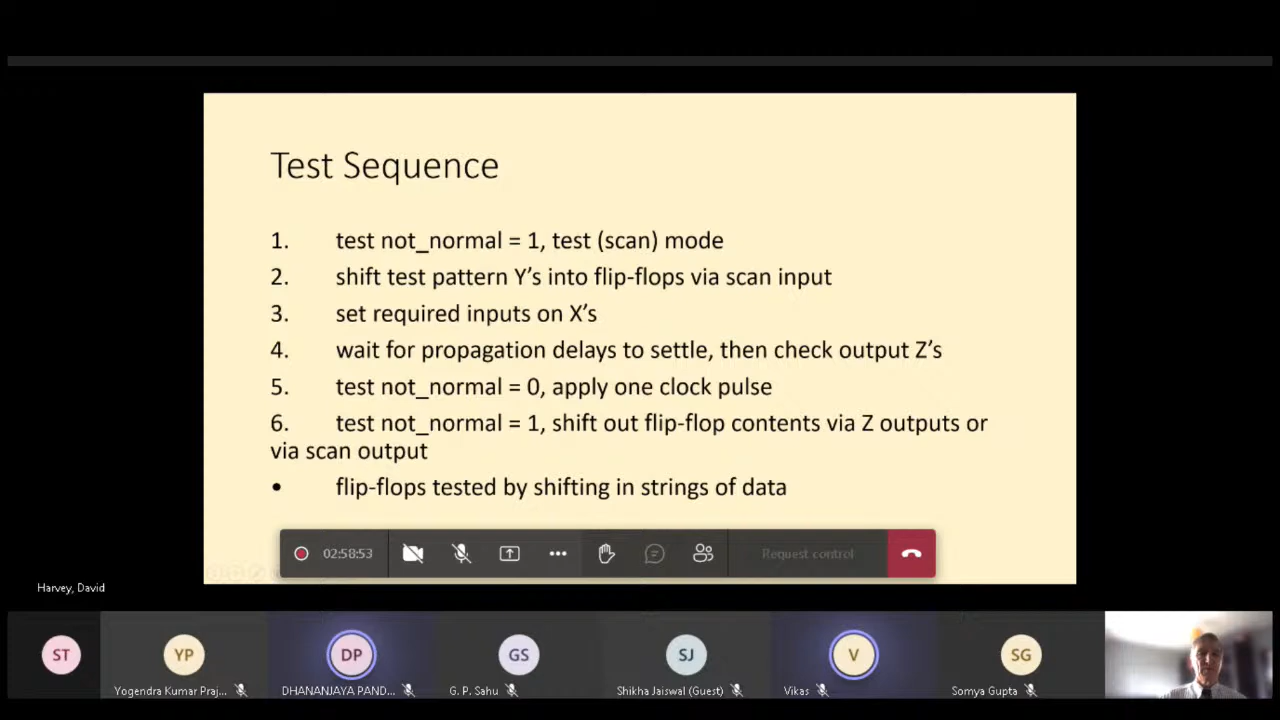 Test Sequence
1. test not_normal = 1, test (scan) mode
2. shift test pattern Y's into flip-flops via scan input
3. set required inputs on X's
4. wait for propagation delays to settle, then check output Z's
5. test not_normal = 0, apply one clock pulse
6. test not_normal = 1, shift out flip-flop contents via Z outputs or
via scan output
• flip-flops tested by shifting in strings of data
02:58:53
Request control
Harvey, David
ST
YP
DP
GS
SJ
V
SG
Yogendra Kumar Praj...
DHANANJAYA PAND...
G. P. Sahu
Shikha Jaiswal (Guest)
Vikas
Somya Gupta